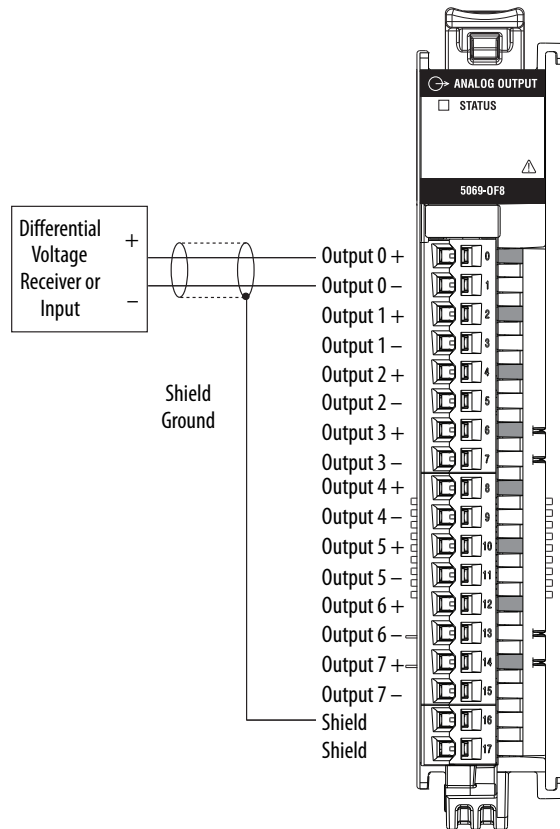 ANALOG OUTPUT
STATUS
5069-OF8
Differential
Voltage
Receiver or
Input
+
–
Shield
Ground
Output 0 + 0
Output 0 – 1
Output 1 + 2
Output 1 – 3
Output 2 + 4
Output 2 – 5
Output 3 + 6
Output 3 – 7
Output 4 + 8
Output 4 – 9
Output 5 + 10
Output 5 – 11
Output 6 + 12
Output 6 – 13
Output 7 + 14
Output 7 – 15
Shield 16
Shield 17